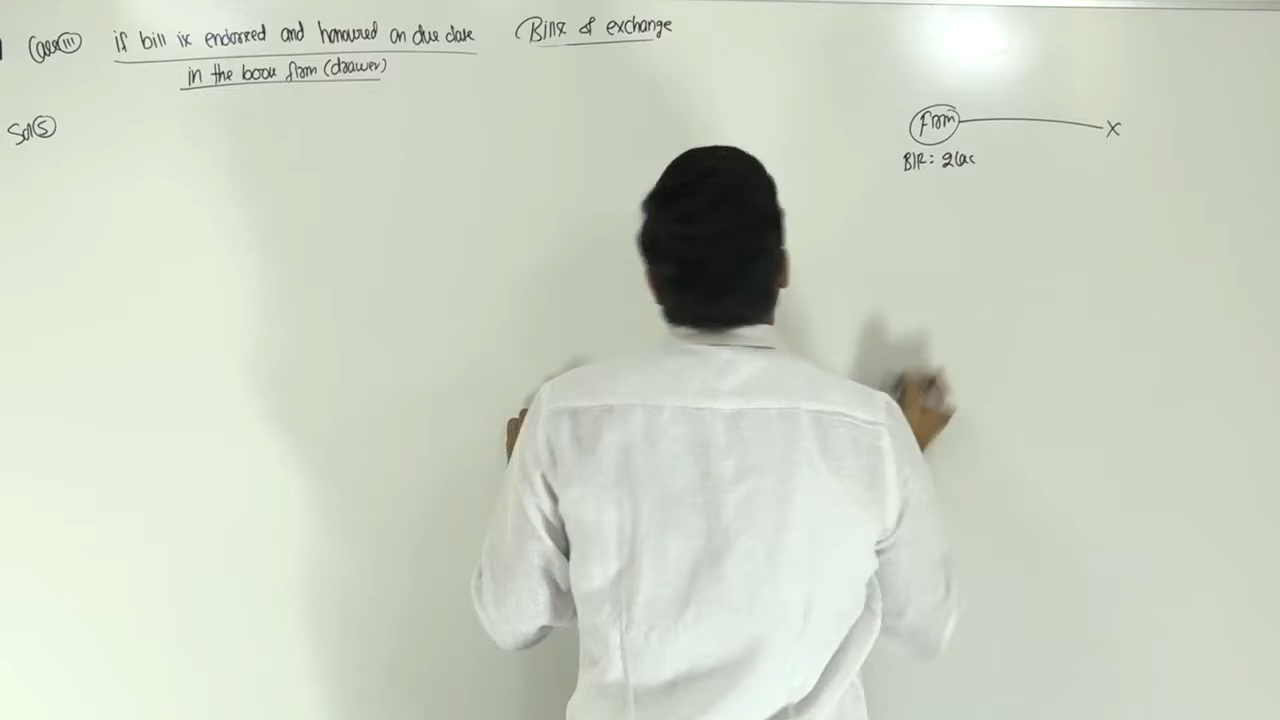 Case (iii) if bill is endorsed and honoured on due date (Bills of exchange
in the book firm (drawer)
Sol (5)
Firm X
B/R: 2lac